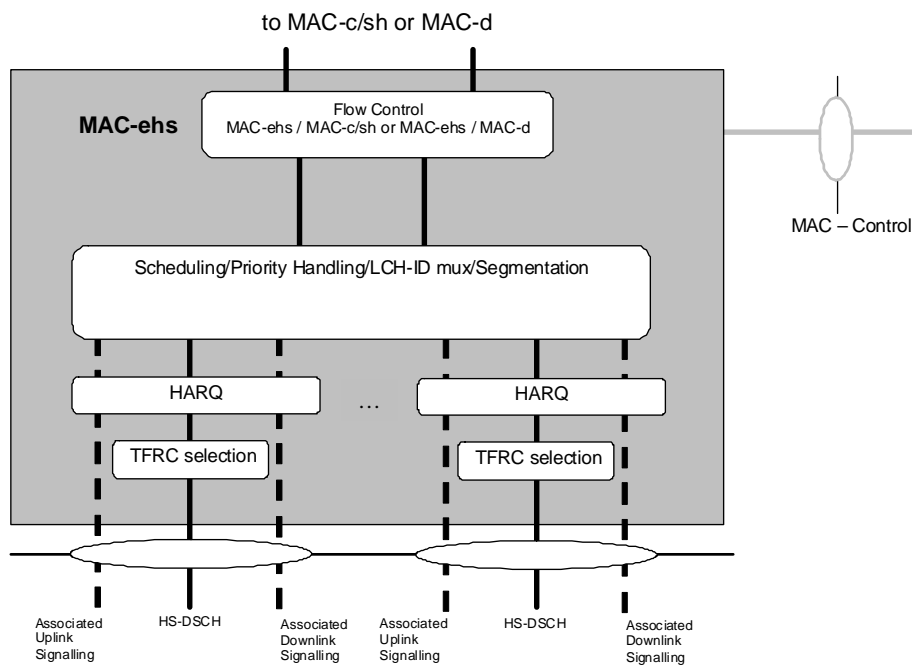 to MAC-c/sh or MAC-d
Flow Control
MAC-ehs / MAC-c/sh or MAC-ehs / MAC-d
MAC-ehs
MAC – Control
Scheduling/Priority Handling/LCH-ID mux/Segmentation
HARQ
...
HARQ
TFRC selection
TFRC selection
Associated
Uplink
Signalling
HS-DSCH
Associated
Downlink
Signalling
Associated
Uplink
Signalling
HS-DSCH
Associated
Downlink
Signalling